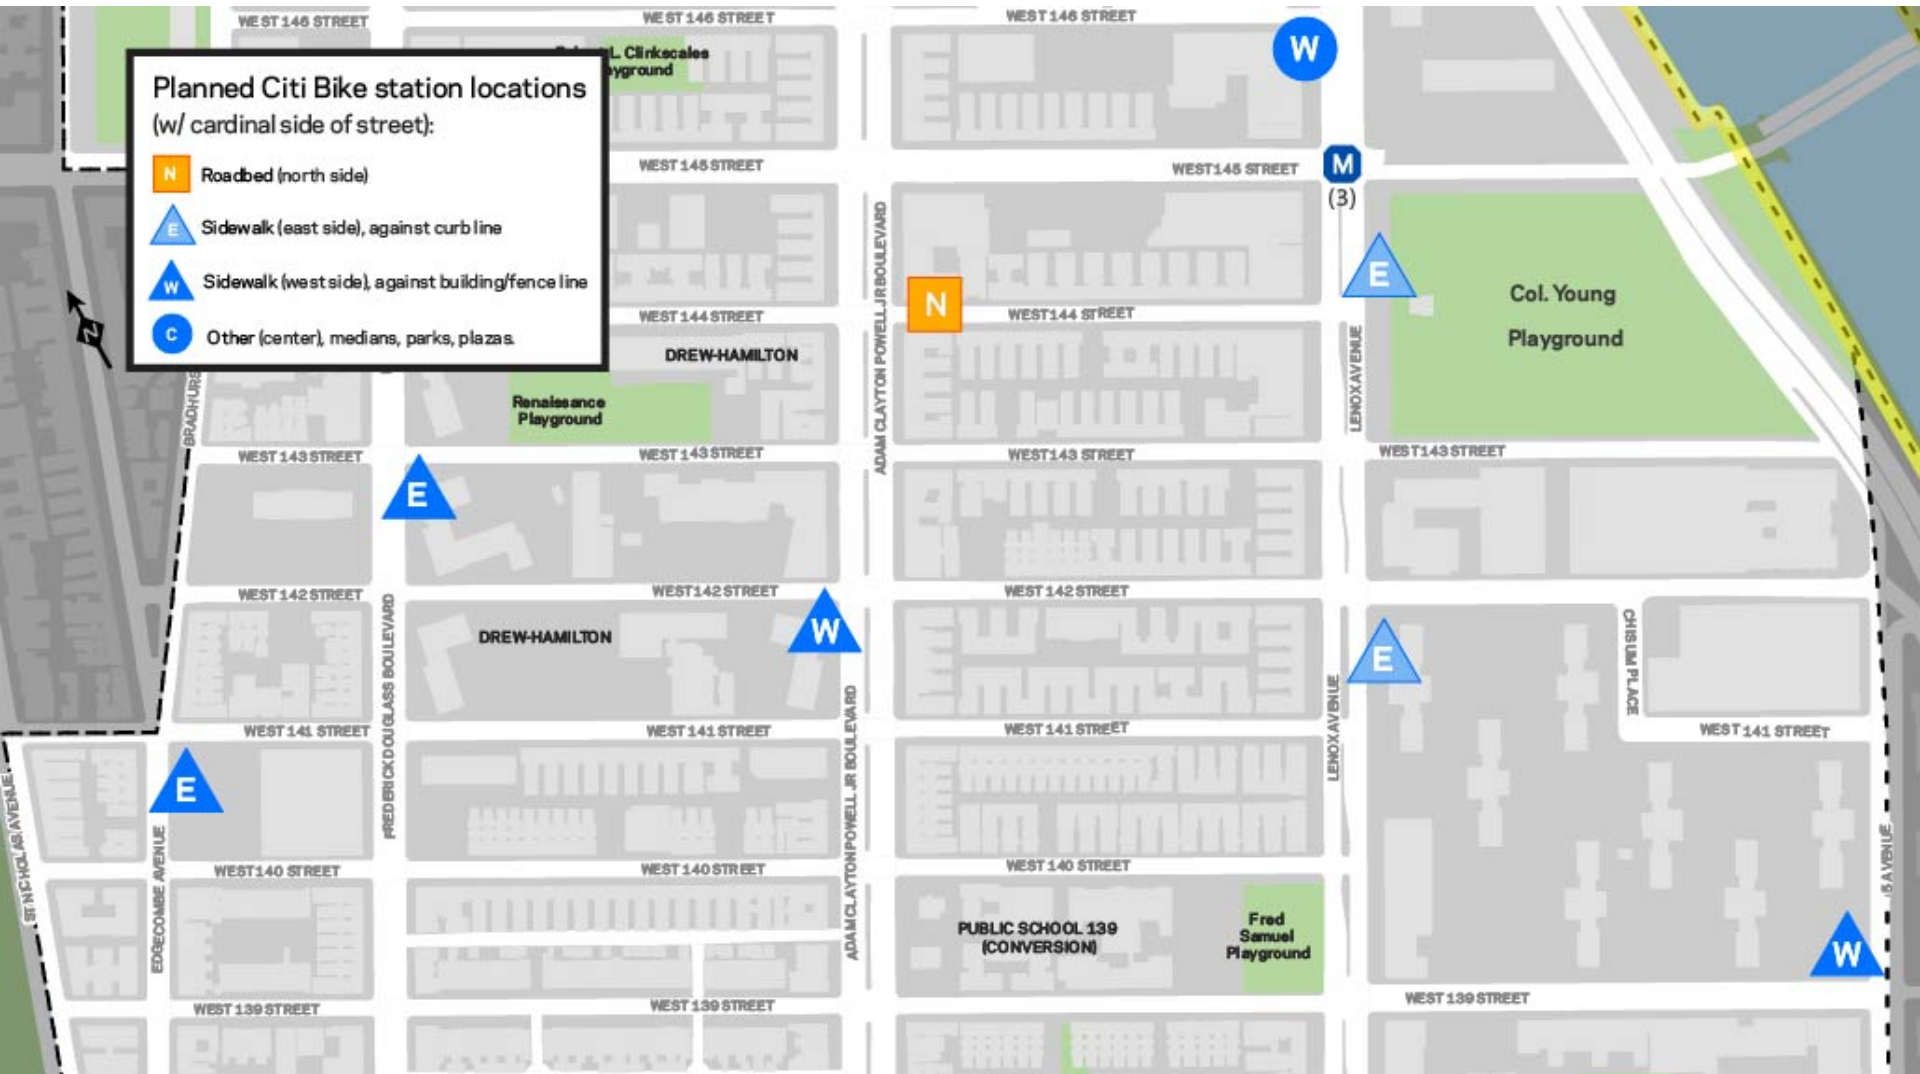 WEST 146 STREET
WEST 146 STREET
WEST 146 STREET
W
L. Clinkscales
Planned Citi Bike station locations
(w/ cardinal side of street):
N Roadbed (north side)
E Sidewalk (east side), against curb line
W Sidewalk (west side), against building/fence line
C Other (center), medians, parks, plazas.
WEST 145 STREET
WEST 145 STREET
M
(3)
ADAM CLAYTON POWELL JR BOULEVARD
E
Col. Young
Playground
N
N
WEST 144 STREET
WEST 144 STREET
DREW-HAMILTON
LENOX AVENUE
Renaissance
Playground
WEST 143 STREET
WEST 143 STREET
WEST 143 STREET
WEST 143 STREET
E
WEST 142 STREET
WEST 142 STREET
WEST 142 STREET
FREDERICK DOUGLASS BOULEVARD
DREW-HAMILTON
W
E
CHISUM PLACE
LENOX AVENUE
ADAM CLAYTON POWELL JR BOULEVARD
WEST 141 STREET
WEST 141 STREET
WEST 141 STREET
WEST 141 STREET
E
ST NICHOLAS AVENUE
EDGECOMBE AVENUE
5 AVENUE
WEST 140 STREET
WEST 140 STREET
WEST 140 STREET
PUBLIC SCHOOL 139
(CONVERSION)
Fred
Samuel
Playground
W
WEST 139 STREET
WEST 139 STREET
WEST 139 STREET